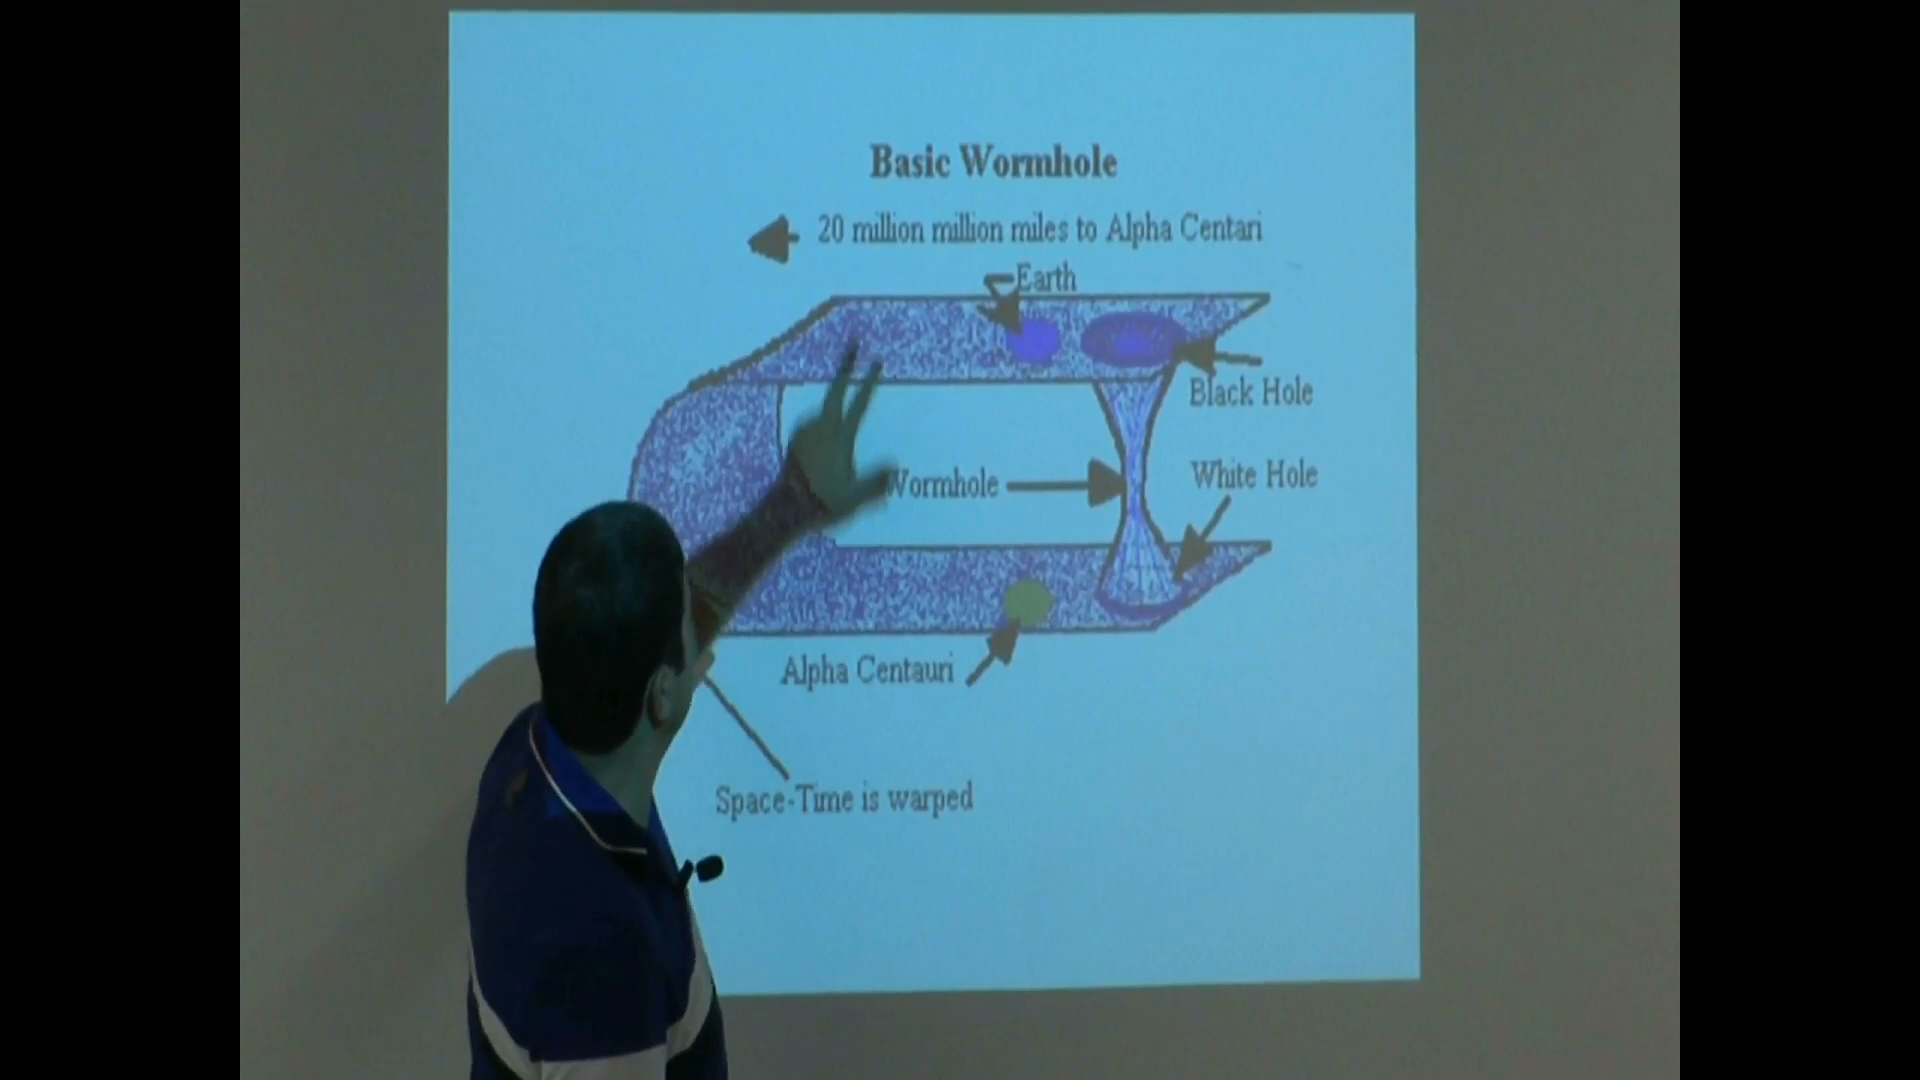 Basic Wormhole
20 million million miles to Alpha Centari
Earth
Black Hole
Wormhole
White Hole
Alpha Centauri
Space-Time is warped